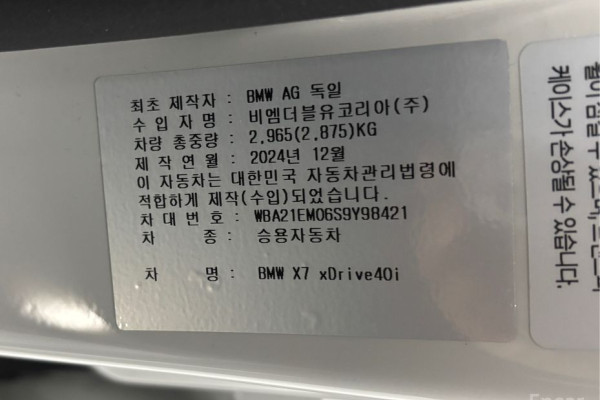 최초 제작자 : BMW AG 독일
수 입 자 명 : 비엠더블유코리아(주)
차량 총중량 : 2,965(2,875)KG
제 작 연 월 : 2024년 12월
이 자동차는 대한민국 자동차관리법령에
적합하게 제작(수입)되었습니다.
차 대 번 호 : WBA21EM06S9Y98421
차 종 : 승용자동차
차 명 : BMW X7 xDrive40i
케이스가 손상될 수 있습니다.
Encar